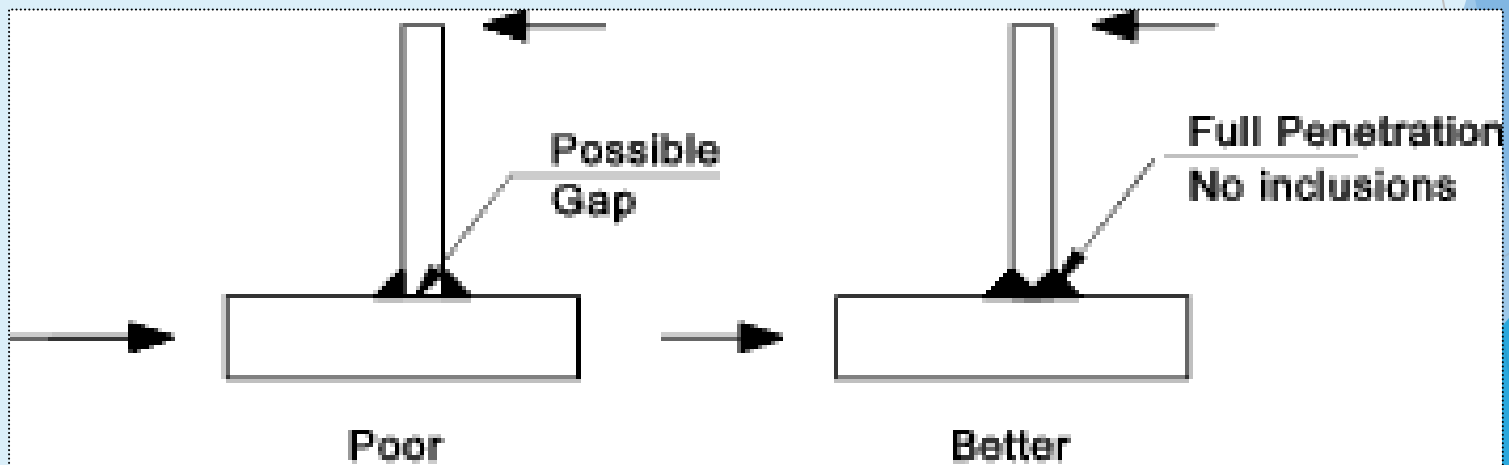 Possible
Gap
Full Penetration
No inclusions
Poor
Better